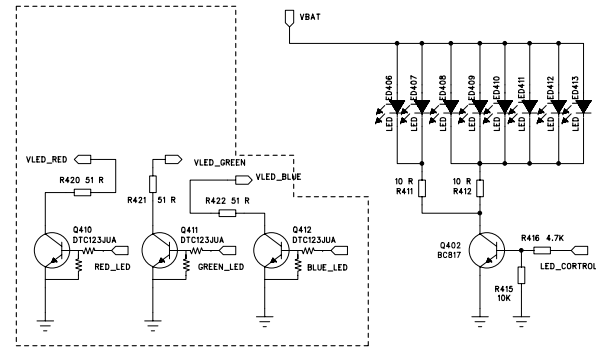 VBAT
LED406
LED407
LED408
LED409
LED410
LED411
LED412
LED413
LED
LED
LED
LED
LED
LED
LED
LED
VLED_RED
VLED_GREEN
VLED_BLUE
R420 51 R
R421 51 R
R422 51 R
10 R
R411
10 R
R412
Q410
DTC123JUA
Q411
DTC123JUA
Q412
DTC123JUA
RED_LED
GREEN_LED
BLUE_LED
Q402
BC817
R416 4.7K
LED_CORTROL
R415
10K